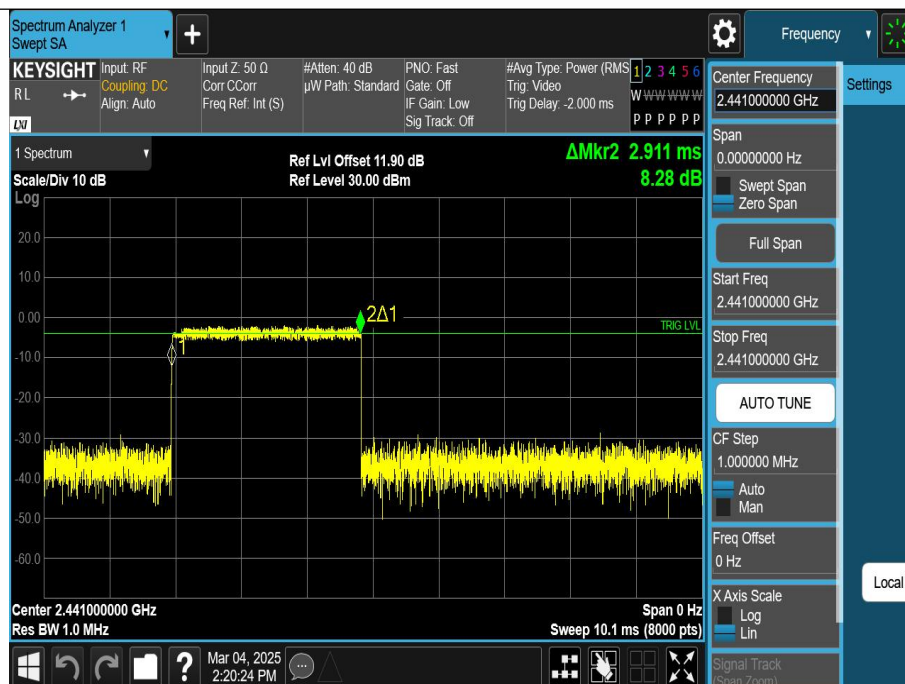 Spectrum Analyzer 1
Swept SA
+
Frequency
KEYSIGHT
RL
LXI
Input: RF
Coupling: DC
Align: Auto
Input Z: 50 Ω
Corr CCorr
Freq Ref: Int (S)
#Atten: 40 dB
µW Path: Standard
PNO: Fast
Gate: Off
IF Gain: Low
Sig Track: Off
#Avg Type: Power (RMS
Trig: Video
Trig Delay: -2.000 ms
1 2 3 4 5 6
W W W W W W
P P P P P P
1 Spectrum
Scale/Div 10 dB
Log
Ref Lvl Offset 11.90 dB
Ref Level 30.00 dBm
ΔMkr2 2.911 ms
8.28 dB
20.0
10.0
0.00
-10.0
-20.0
-30.0
-40.0
-50.0
-60.0
2Δ1
1
TRIG LVL
Center 2.441000000 GHz
Res BW 1.0 MHz
Span 0 Hz
Sweep 10.1 ms (8000 pts)
?
Mar 04, 2025
2:20:24 PM
Center Frequency
2.441000000 GHz
Span
0.00000000 Hz
Swept Span
Zero Span
Full Span
Start Freq
2.441000000 GHz
Stop Freq
2.441000000 GHz
AUTO TUNE
CF Step
1.000000 MHz
Auto
Man
Freq Offset
0 Hz
X Axis Scale
Log
Lin
Signal Track
(Span Zoom)
Settings
Local